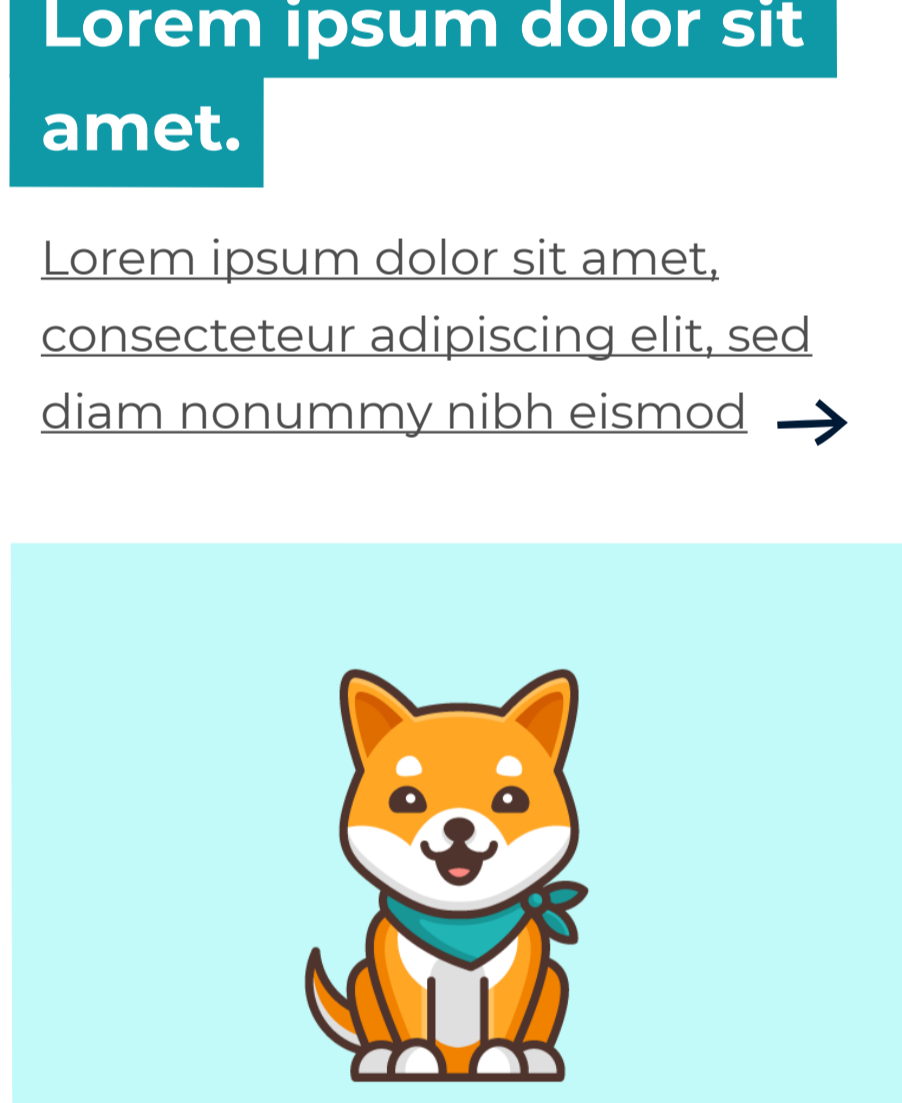 Lorem ipsum dolor sit
amet.
Lorem ipsum dolor sit amet,
consecteteur adipiscing elit, sed
diam nonummy nibh eismod